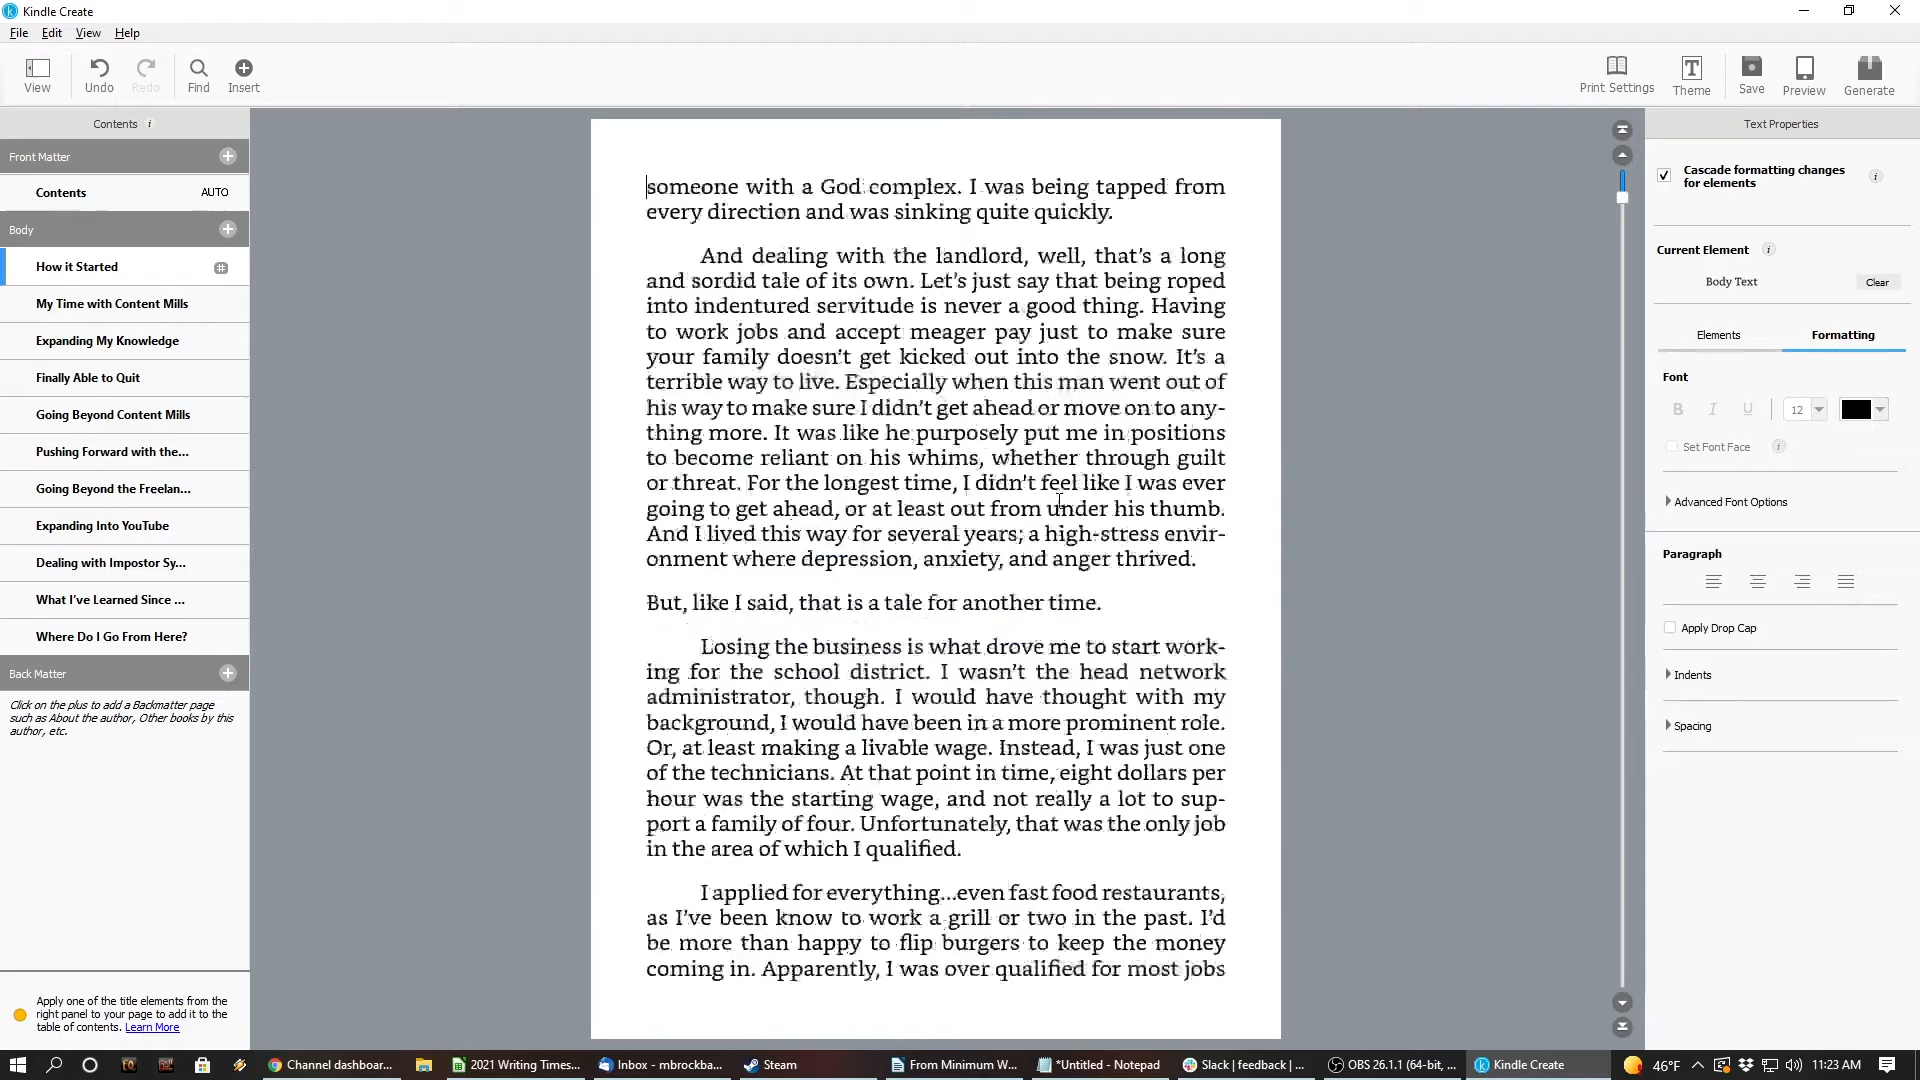 Kindle Create
File Edit View Help
View Undo Redo Find Insert Print Settings Theme Save Preview Generate
Contents i
Front Matter
Contents AUTO
Body
How it Started
My Time with Content Mills
Expanding My Knowledge
Finally Able to Quit
Going Beyond Content Mills
Pushing Forward with the...
Going Beyond the Freelan...
Expanding Into YouTube
Dealing with Impostor Sy...
What I've Learned Since ...
Where Do I Go From Here?
Back Matter
Click on the plus to add a Backmatter page
such as About the author, Other books by this
author, etc.
Apply one of the title elements from the
right panel to your page to add it to the
table of contents. Learn More
someone with a God complex. I was being tapped from
every direction and was sinking quite quickly.
And dealing with the landlord, well, that's a long
and sordid tale of its own. Let's just say that being roped
into indentured servitude is never a good thing. Having
to work jobs and accept meager pay just to make sure
your family doesn't get kicked out into the snow. It's a
terrible way to live. Especially when this man went out of
his way to make sure I didn't get ahead or move on to any-
thing more. It was like he purposely put me in positions
to become reliant on his whims, whether through guilt
or threat. For the longest time, I didn't feel like I was ever
going to get ahead, or at least out from under his thumb.
And I lived this way for several years; a high-stress envir-
onment where depression, anxiety, and anger thrived.
But, like I said, that is a tale for another time.
Losing the business is what drove me to start work-
ing for the school district. I wasn't the head network
administrator, though. I would have thought with my
background, I would have been in a more prominent role.
Or, at least making a livable wage. Instead, I was just one
of the technicians. At that point in time, eight dollars per
hour was the starting wage, and not really a lot to sup-
port a family of four. Unfortunately, that was the only job
in the area of which I qualified.
I applied for everything...even fast food restaurants,
as I've been know to work a grill or two in the past. I'd
be more than happy to flip burgers to keep the money
coming in. Apparently, I was over qualified for most jobs
Text Properties
Cascade formatting changes
for elements i
Current Element i
Body Text Clear
Elements Formatting
Font
B I U 12
Set Font Face i
Advanced Font Options
Paragraph
Apply Drop Cap
Indents
Spacing
Channel dashboar... 2021 Writing Times... Inbox - mbrockba... Steam From Minimum W... *Untitled - Notepad Slack | feedback | ... OBS 26.1.1 (64-bit, ... Kindle Create 46°F 11:23 AM